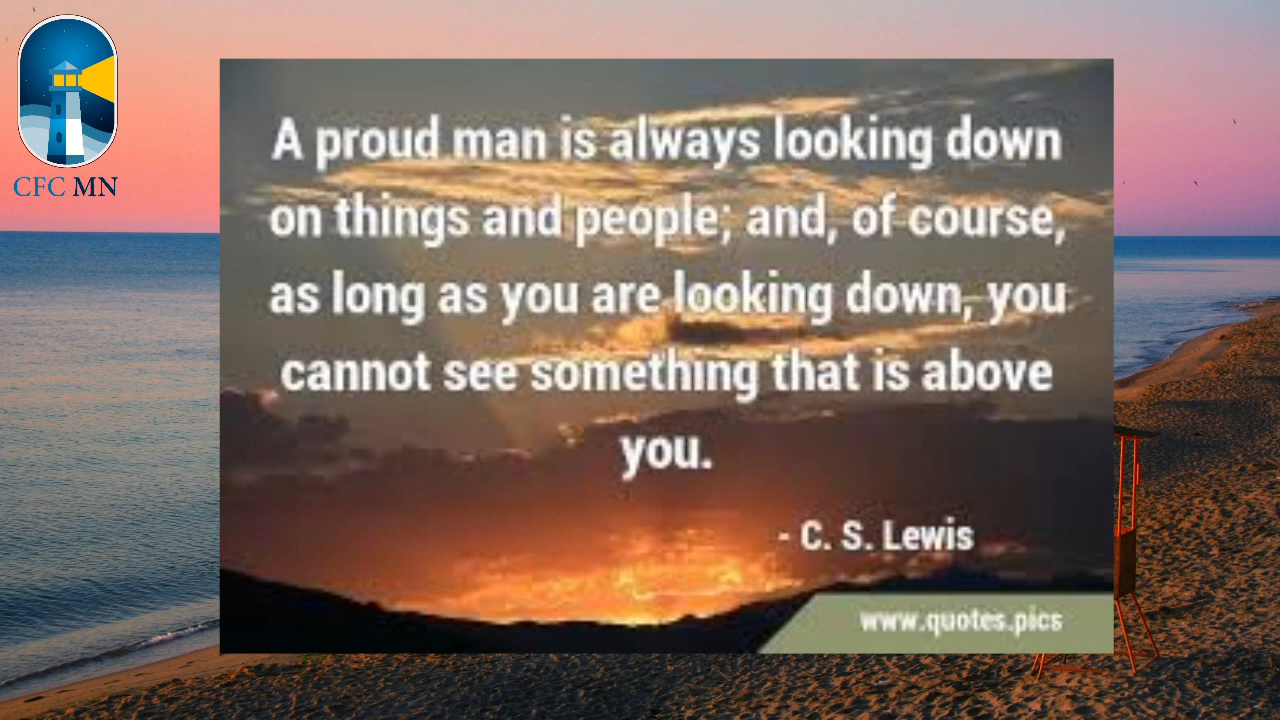 CFC MN
A proud man is always looking down
on things and people; and, of course,
as long as you are looking down, you
cannot see something that is above
you.
- C. S. Lewis
www.quotes.pics